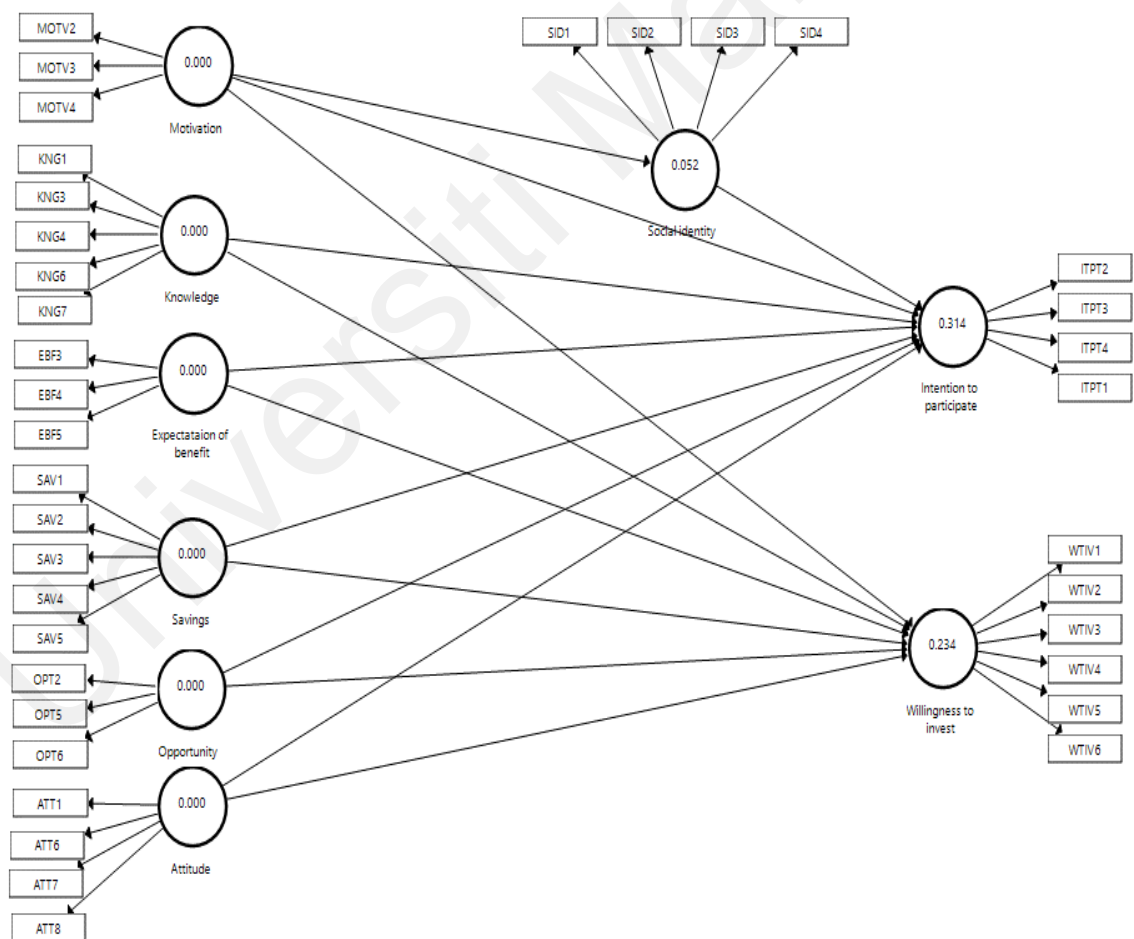 MOTV2
MOTV3
MOTV4
0.000
Motivation
SID1
SID2
SID3
SID4
0.052
Social identity
KNG1
KNG3
KNG4
KNG6
KNG7
0.000
Knowledge
EBF3
EBF4
EBF5
0.000
Expectataion of
benefit
ITPT2
ITPT3
ITPT4
ITPT1
0.314
Intention to
participate
SAV1
SAV2
SAV3
SAV4
SAV5
0.000
Savings
OPT2
OPT5
OPT6
0.000
Opportunity
WTIV1
WTIV2
WTIV3
WTIV4
WTIV5
WTIV6
0.234
Willingness to
invest
ATT1
ATT6
ATT7
ATT8
0.000
Attitude
Universiti Ma